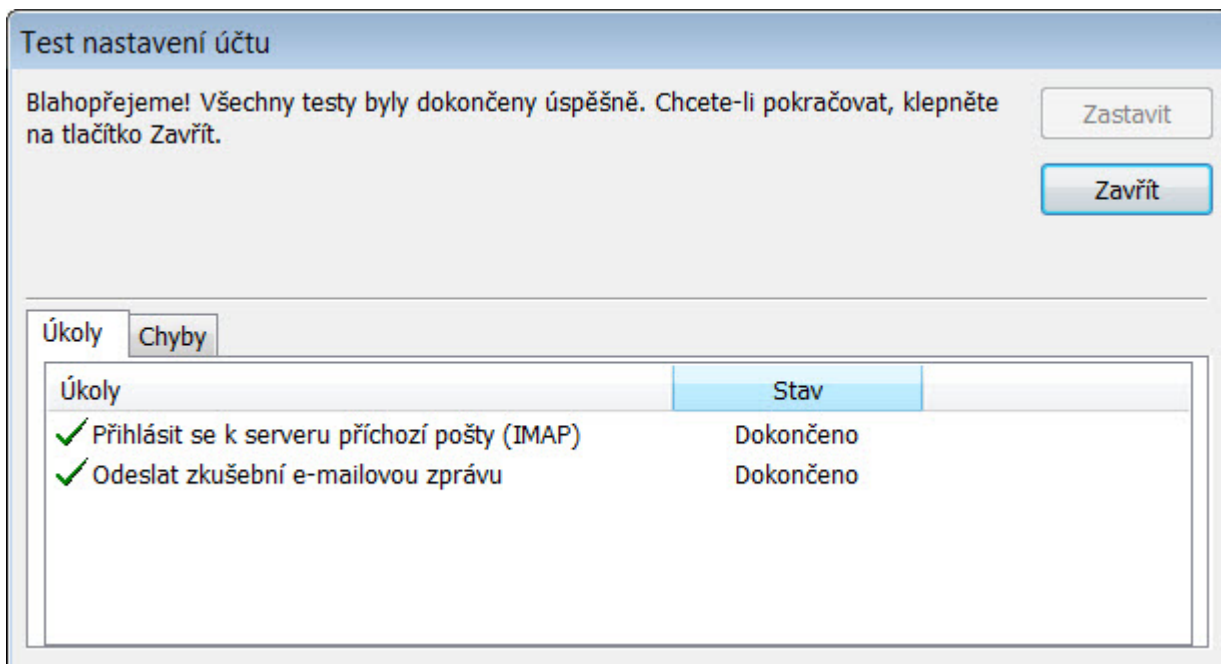 Test nastavení účtu
Blahopřejeme! Všechny testy byly dokončeny úspěšně. Chcete-li pokračovat, klepněte
na tlačítko Zavřít.
Zastavit
Zavřít
Úkoly
Chyby
Úkoly Stav
Přihlásit se k serveru příchozí pošty (IMAP) Dokončeno
Odeslat zkušební e-mailovou zprávu Dokončeno